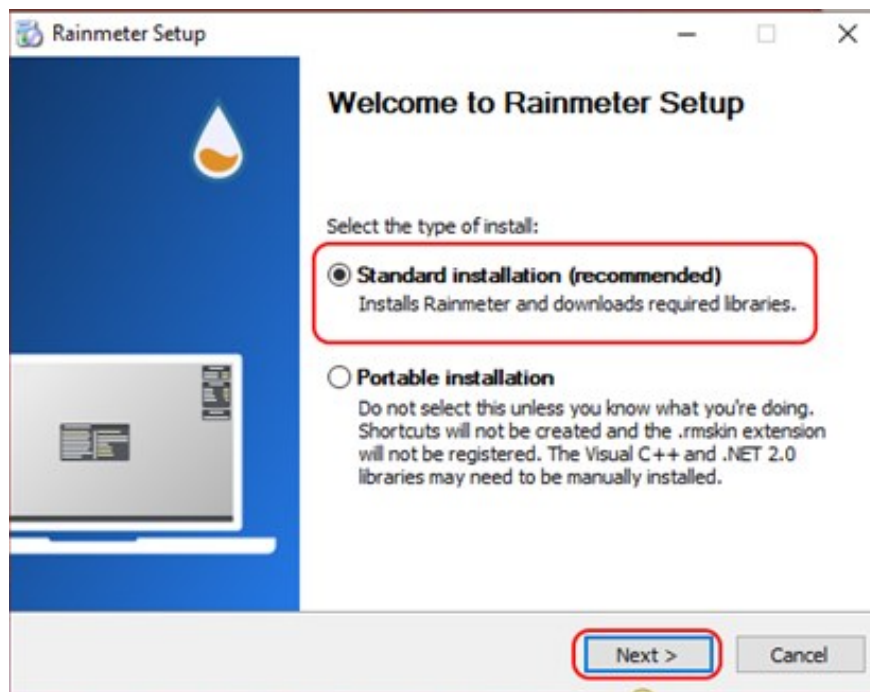 Rainmeter Setup
Welcome to Rainmeter Setup
Select the type of install:
Standard installation (recommended)
Installs Rainmeter and downloads required libraries.
Portable installation
Do not select this unless you know what you're doing.
Shortcuts will not be created and the .rmskin extension
will not be registered. The Visual C++ and .NET 2.0
libraries may need to be manually installed.
Next >
Cancel